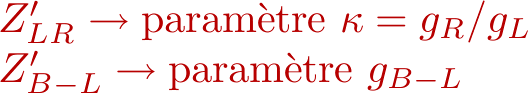 Z′_{LR} → paramètre κ = g_R/g_L
Z′_{B−L} → paramètre g_{B−L}